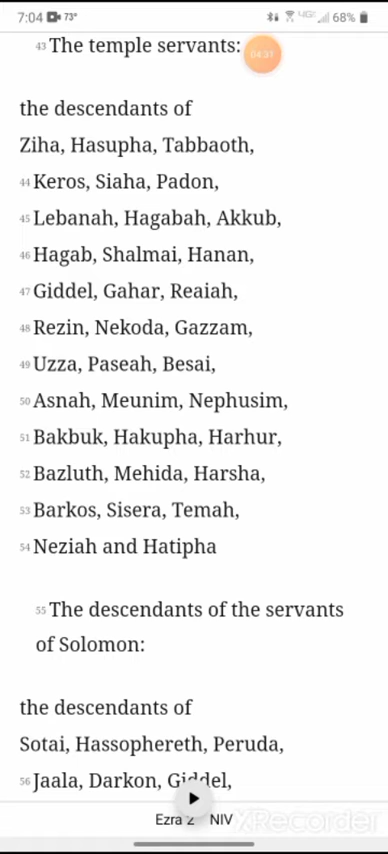 7:04 73° 4G 68%
43 The temple servants:
04:37
the descendants of
Ziha, Hasupha, Tabbaoth,
44 Keros, Siaha, Padon,
45 Lebanah, Hagabah, Akkub,
46 Hagab, Shalmai, Hanan,
47 Giddel, Gahar, Reaiah,
48 Rezin, Nekoda, Gazzam,
49 Uzza, Paseah, Besai,
50 Asnah, Meunim, Nephusim,
51 Bakbuk, Hakupha, Harhur,
52 Bazluth, Mehida, Harsha,
53 Barkos, Sisera, Temah,
54 Neziah and Hatipha
55 The descendants of the servants
of Solomon:
the descendants of
Sotai, Hassophereth, Peruda,
56 Jaala, Darkon, Giddel,
Ezra 2 NIV
XRecorder